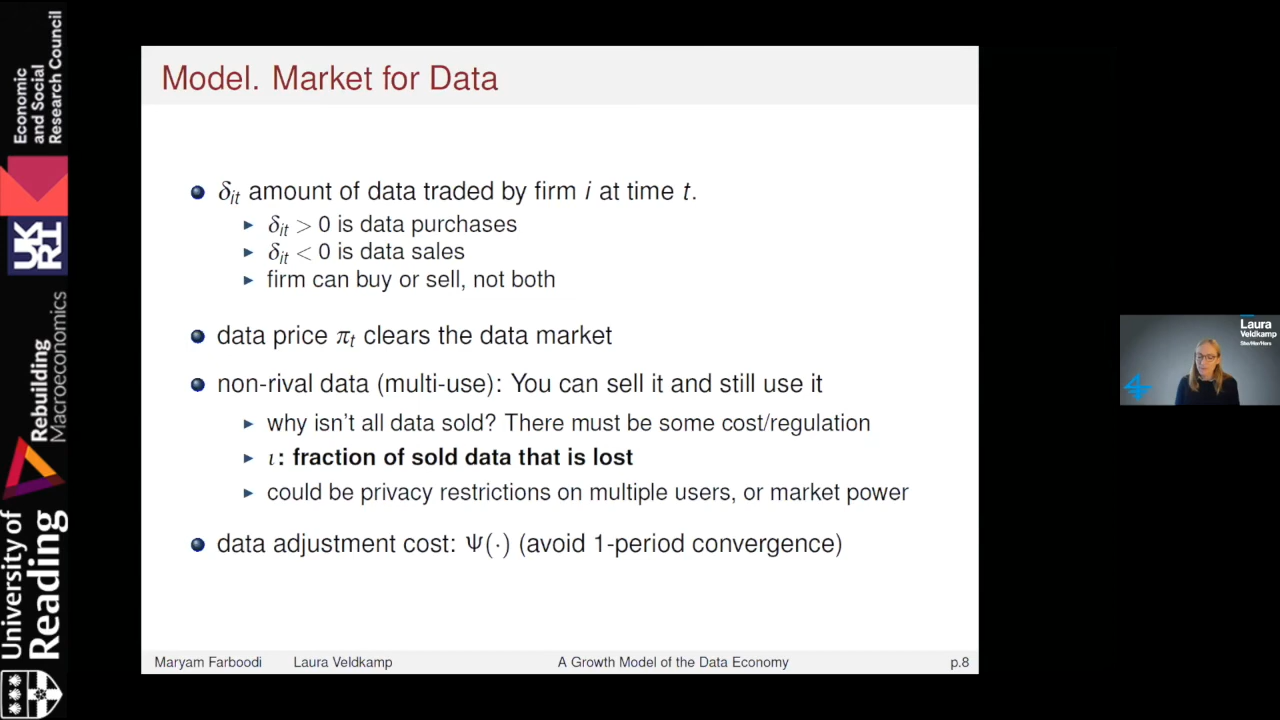 Economic
and Social
Research Council
UKRI
Rebuilding
Macroeconomics
University of
Reading
Model. Market for Data
δit amount of data traded by firm i at time t.
δit > 0 is data purchases
δit < 0 is data sales
firm can buy or sell, not both
data price πt clears the data market
non-rival data (multi-use): You can sell it and still use it
why isn't all data sold? There must be some cost/regulation
ι: fraction of sold data that is lost
could be privacy restrictions on multiple users, or market power
data adjustment cost: Ψ(·) (avoid 1-period convergence)
Maryam Farboodi Laura Veldkamp A Growth Model of the Data Economy p.8
Laura
Veldkamp
She/Her/Hers